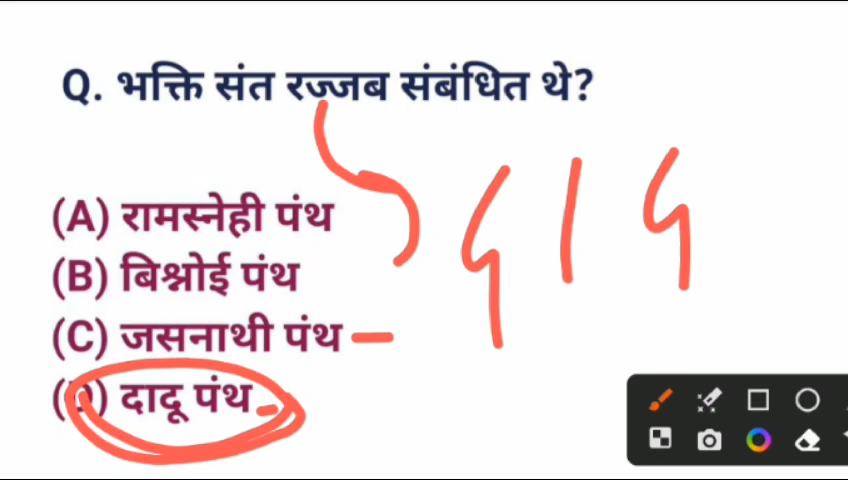 Q. भक्ति संत रज्जब संबंधित थे?
(A) रामस्नेही पंथ
(B) बिश्नोई पंथ
(C) जसनाथी पंथ
(D) दादू पंथ